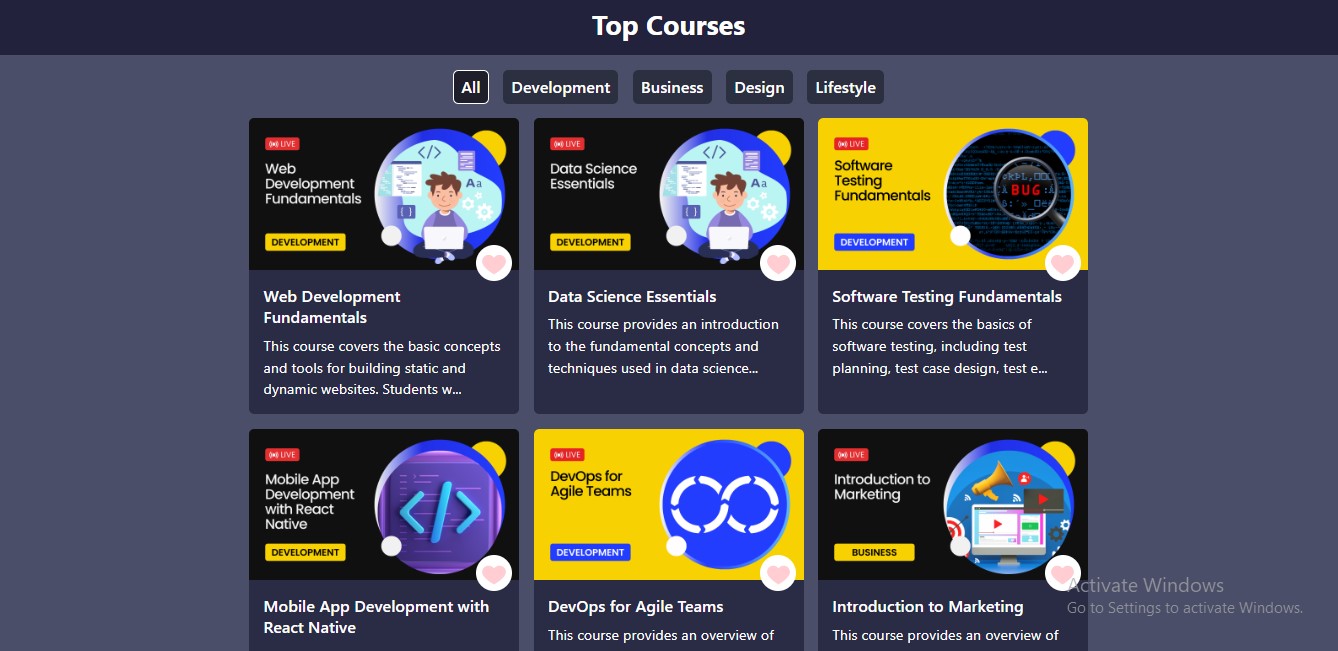 Top Courses
All Development Business Design Lifestyle
LIVE
Web
Development
Fundamentals
DEVELOPMENT
Aa
Web Development
Fundamentals
This course covers the basic concepts
and tools for building static and
dynamic websites. Students w...
LIVE
Data Science
Essentials
DEVELOPMENT
Aa
Data Science Essentials
This course provides an introduction
to the fundamental concepts and
techniques used in data science...
LIVE
Software
Testing
Fundamentals
DEVELOPMENT
BUG
Software Testing Fundamentals
This course covers the basics of
software testing, including test
planning, test case design, test e...
LIVE
Mobile App
Development
with React
Native
DEVELOPMENT
</>
Mobile App Development with
React Native
LIVE
DevOps for
Agile Teams
DEVELOPMENT
DevOps for Agile Teams
This course provides an overview of
LIVE
Introduction to
Marketing
BUSINESS
Introduction to Marketing
This course provides an overview of
Activate Windows
Go to Settings to activate Windows.